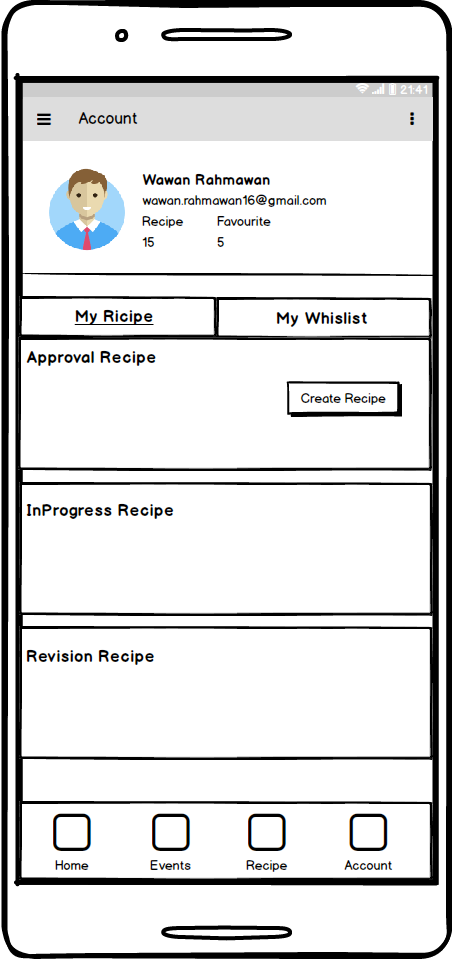 21:41
Account
Wawan Rahmawan
wawan.rahmawan16@gmail.com
Recipe Favourite
15 5
My Ricipe My Whislist
Approval Recipe
Create Recipe
InProgress Recipe
Revision Recipe
Home Events Recipe Account